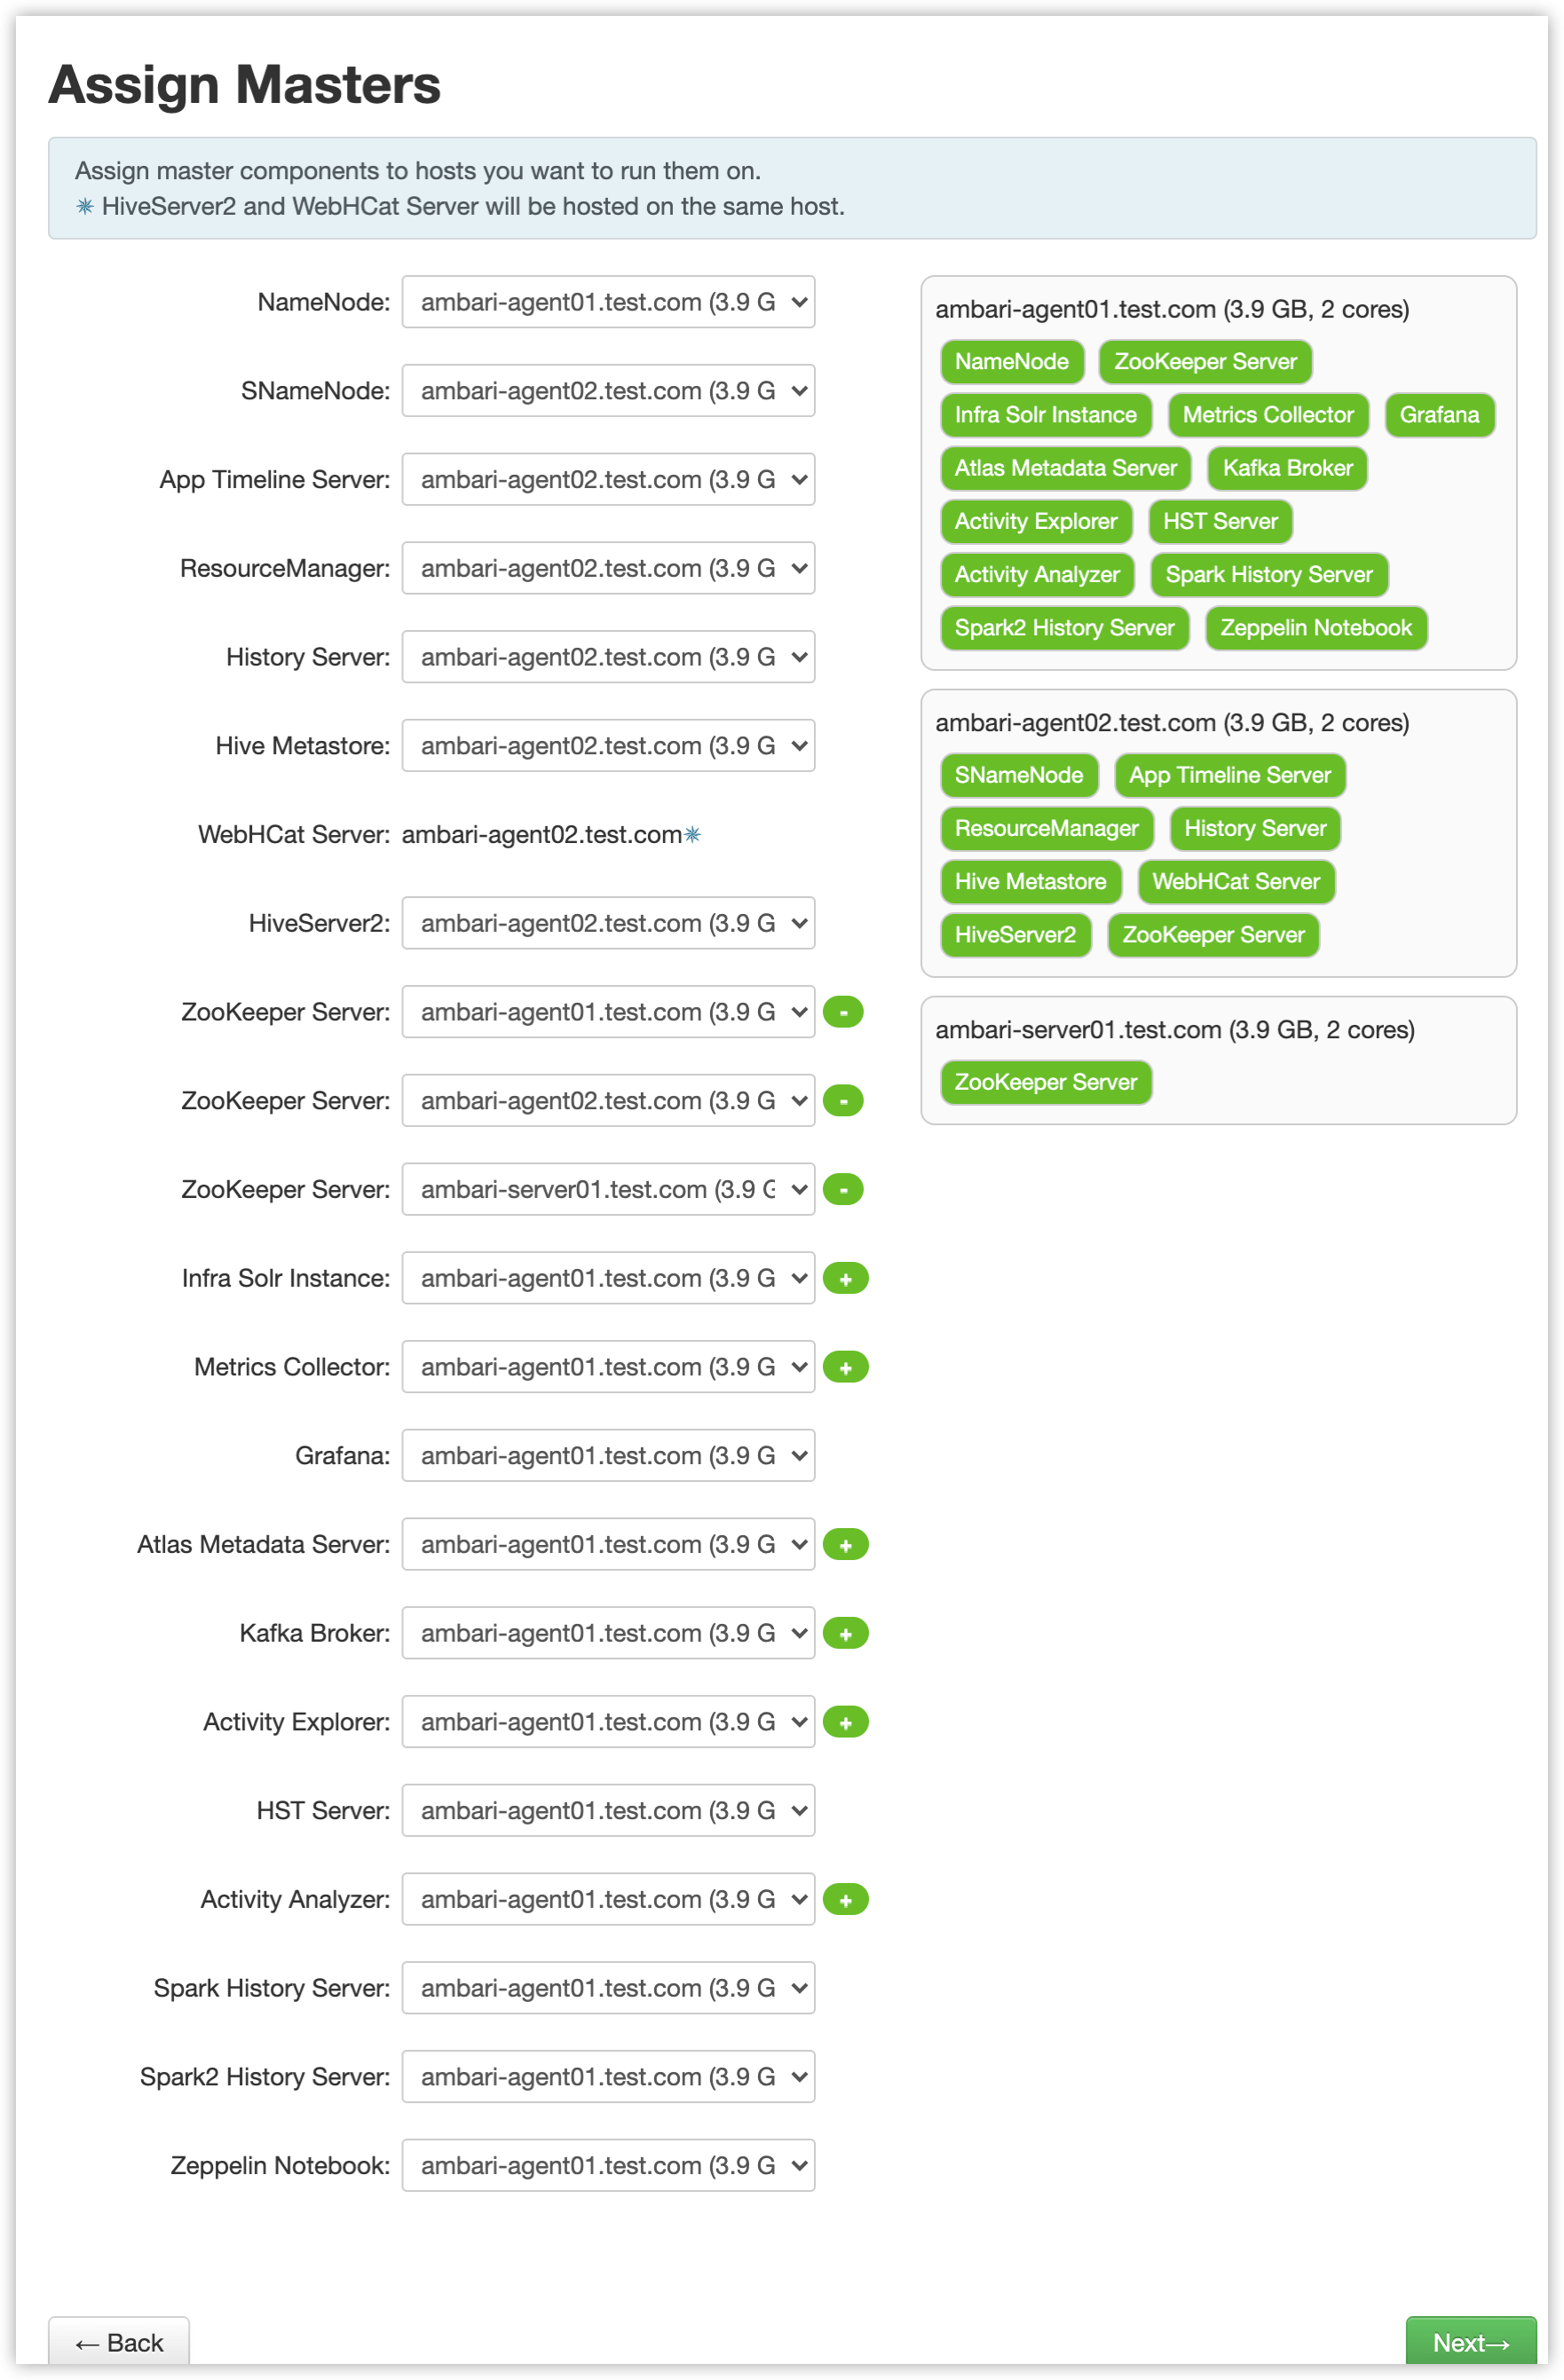 Assign Masters
Assign master components to hosts you want to run them on.
✴ HiveServer2 and WebHCat Server will be hosted on the same host.
NameNode: ambari-agent01.test.com (3.9 G
SNameNode: ambari-agent02.test.com (3.9 G
App Timeline Server: ambari-agent02.test.com (3.9 G
ResourceManager: ambari-agent02.test.com (3.9 G
History Server: ambari-agent02.test.com (3.9 G
Hive Metastore: ambari-agent02.test.com (3.9 G
WebHCat Server: ambari-agent02.test.com✴
HiveServer2: ambari-agent02.test.com (3.9 G
ZooKeeper Server: ambari-agent01.test.com (3.9 G -
ZooKeeper Server: ambari-agent02.test.com (3.9 G -
ZooKeeper Server: ambari-server01.test.com (3.9 G -
Infra Solr Instance: ambari-agent01.test.com (3.9 G +
Metrics Collector: ambari-agent01.test.com (3.9 G +
Grafana: ambari-agent01.test.com (3.9 G
Atlas Metadata Server: ambari-agent01.test.com (3.9 G +
Kafka Broker: ambari-agent01.test.com (3.9 G +
Activity Explorer: ambari-agent01.test.com (3.9 G +
HST Server: ambari-agent01.test.com (3.9 G
Activity Analyzer: ambari-agent01.test.com (3.9 G +
Spark History Server: ambari-agent01.test.com (3.9 G
Spark2 History Server: ambari-agent01.test.com (3.9 G
Zeppelin Notebook: ambari-agent01.test.com (3.9 G
ambari-agent01.test.com (3.9 GB, 2 cores)
NameNode ZooKeeper Server
Infra Solr Instance Metrics Collector Grafana
Atlas Metadata Server Kafka Broker
Activity Explorer HST Server
Activity Analyzer Spark History Server
Spark2 History Server Zeppelin Notebook
ambari-agent02.test.com (3.9 GB, 2 cores)
SNameNode App Timeline Server
ResourceManager History Server
Hive Metastore WebHCat Server
HiveServer2 ZooKeeper Server
ambari-server01.test.com (3.9 GB, 2 cores)
ZooKeeper Server
← Back
Next→